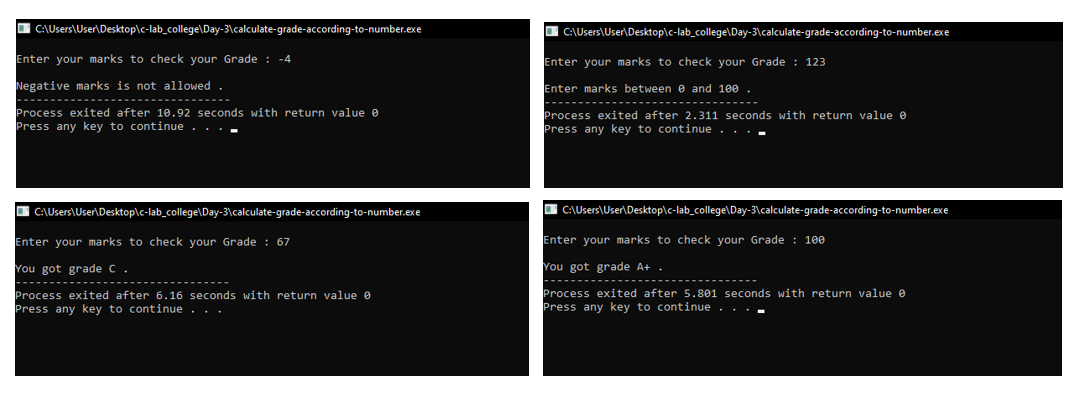 C:\Users\User\Desktop\c-lab_college\Day-3\calculate-grade-according-to-number.exe
Enter your marks to check your Grade : -4
Negative marks is not allowed .
--------------------------------
Process exited after 10.92 seconds with return value 0
Press any key to continue . . .
C:\Users\User\Desktop\c-lab_college\Day-3\calculate-grade-according-to-number.exe
Enter your marks to check your Grade : 123
Enter marks between 0 and 100 .
--------------------------------
Process exited after 2.311 seconds with return value 0
Press any key to continue . . .
C:\Users\User\Desktop\c-lab_college\Day-3\calculate-grade-according-to-number.exe
Enter your marks to check your Grade : 67
You got grade C .
--------------------------------
Process exited after 6.16 seconds with return value 0
Press any key to continue . . .
C:\Users\User\Desktop\c-lab_college\Day-3\calculate-grade-according-to-number.exe
Enter your marks to check your Grade : 100
You got grade A+ .
--------------------------------
Process exited after 5.801 seconds with return value 0
Press any key to continue . . .